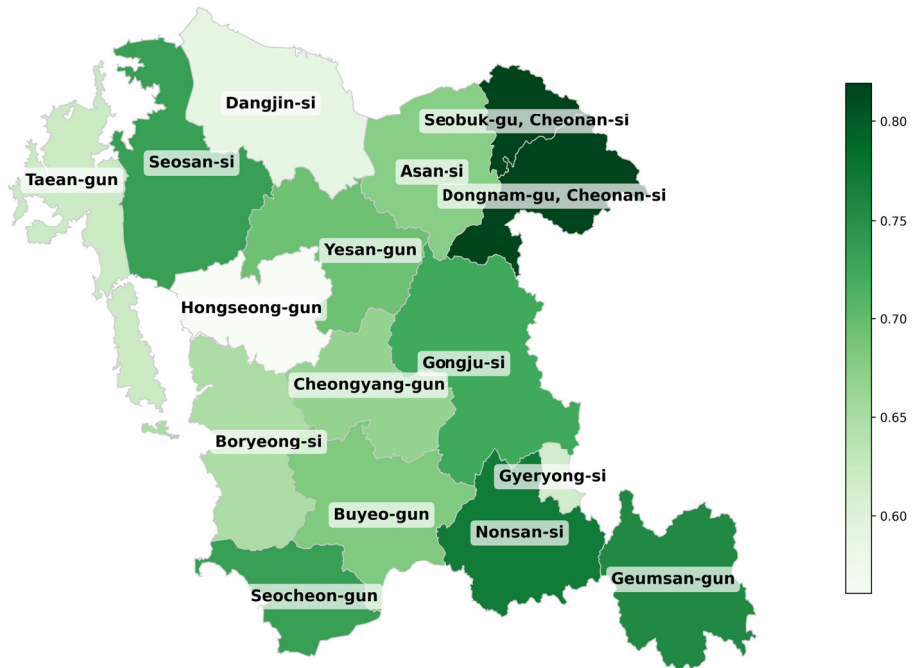 Dangjin-si
Seobuk-gu, Cheonan-si
Seosan-si
Asan-si
Taean-gun
Dongnam-gu, Cheonan-si
Yesan-gun
Hongseong-gun
Gongju-si
Cheongyang-gun
Boryeong-si
Gyeryong-si
Buyeo-gun
Nonsan-si
Geumsan-gun
Seocheon-gun
0.80
0.75
0.70
0.65
0.60